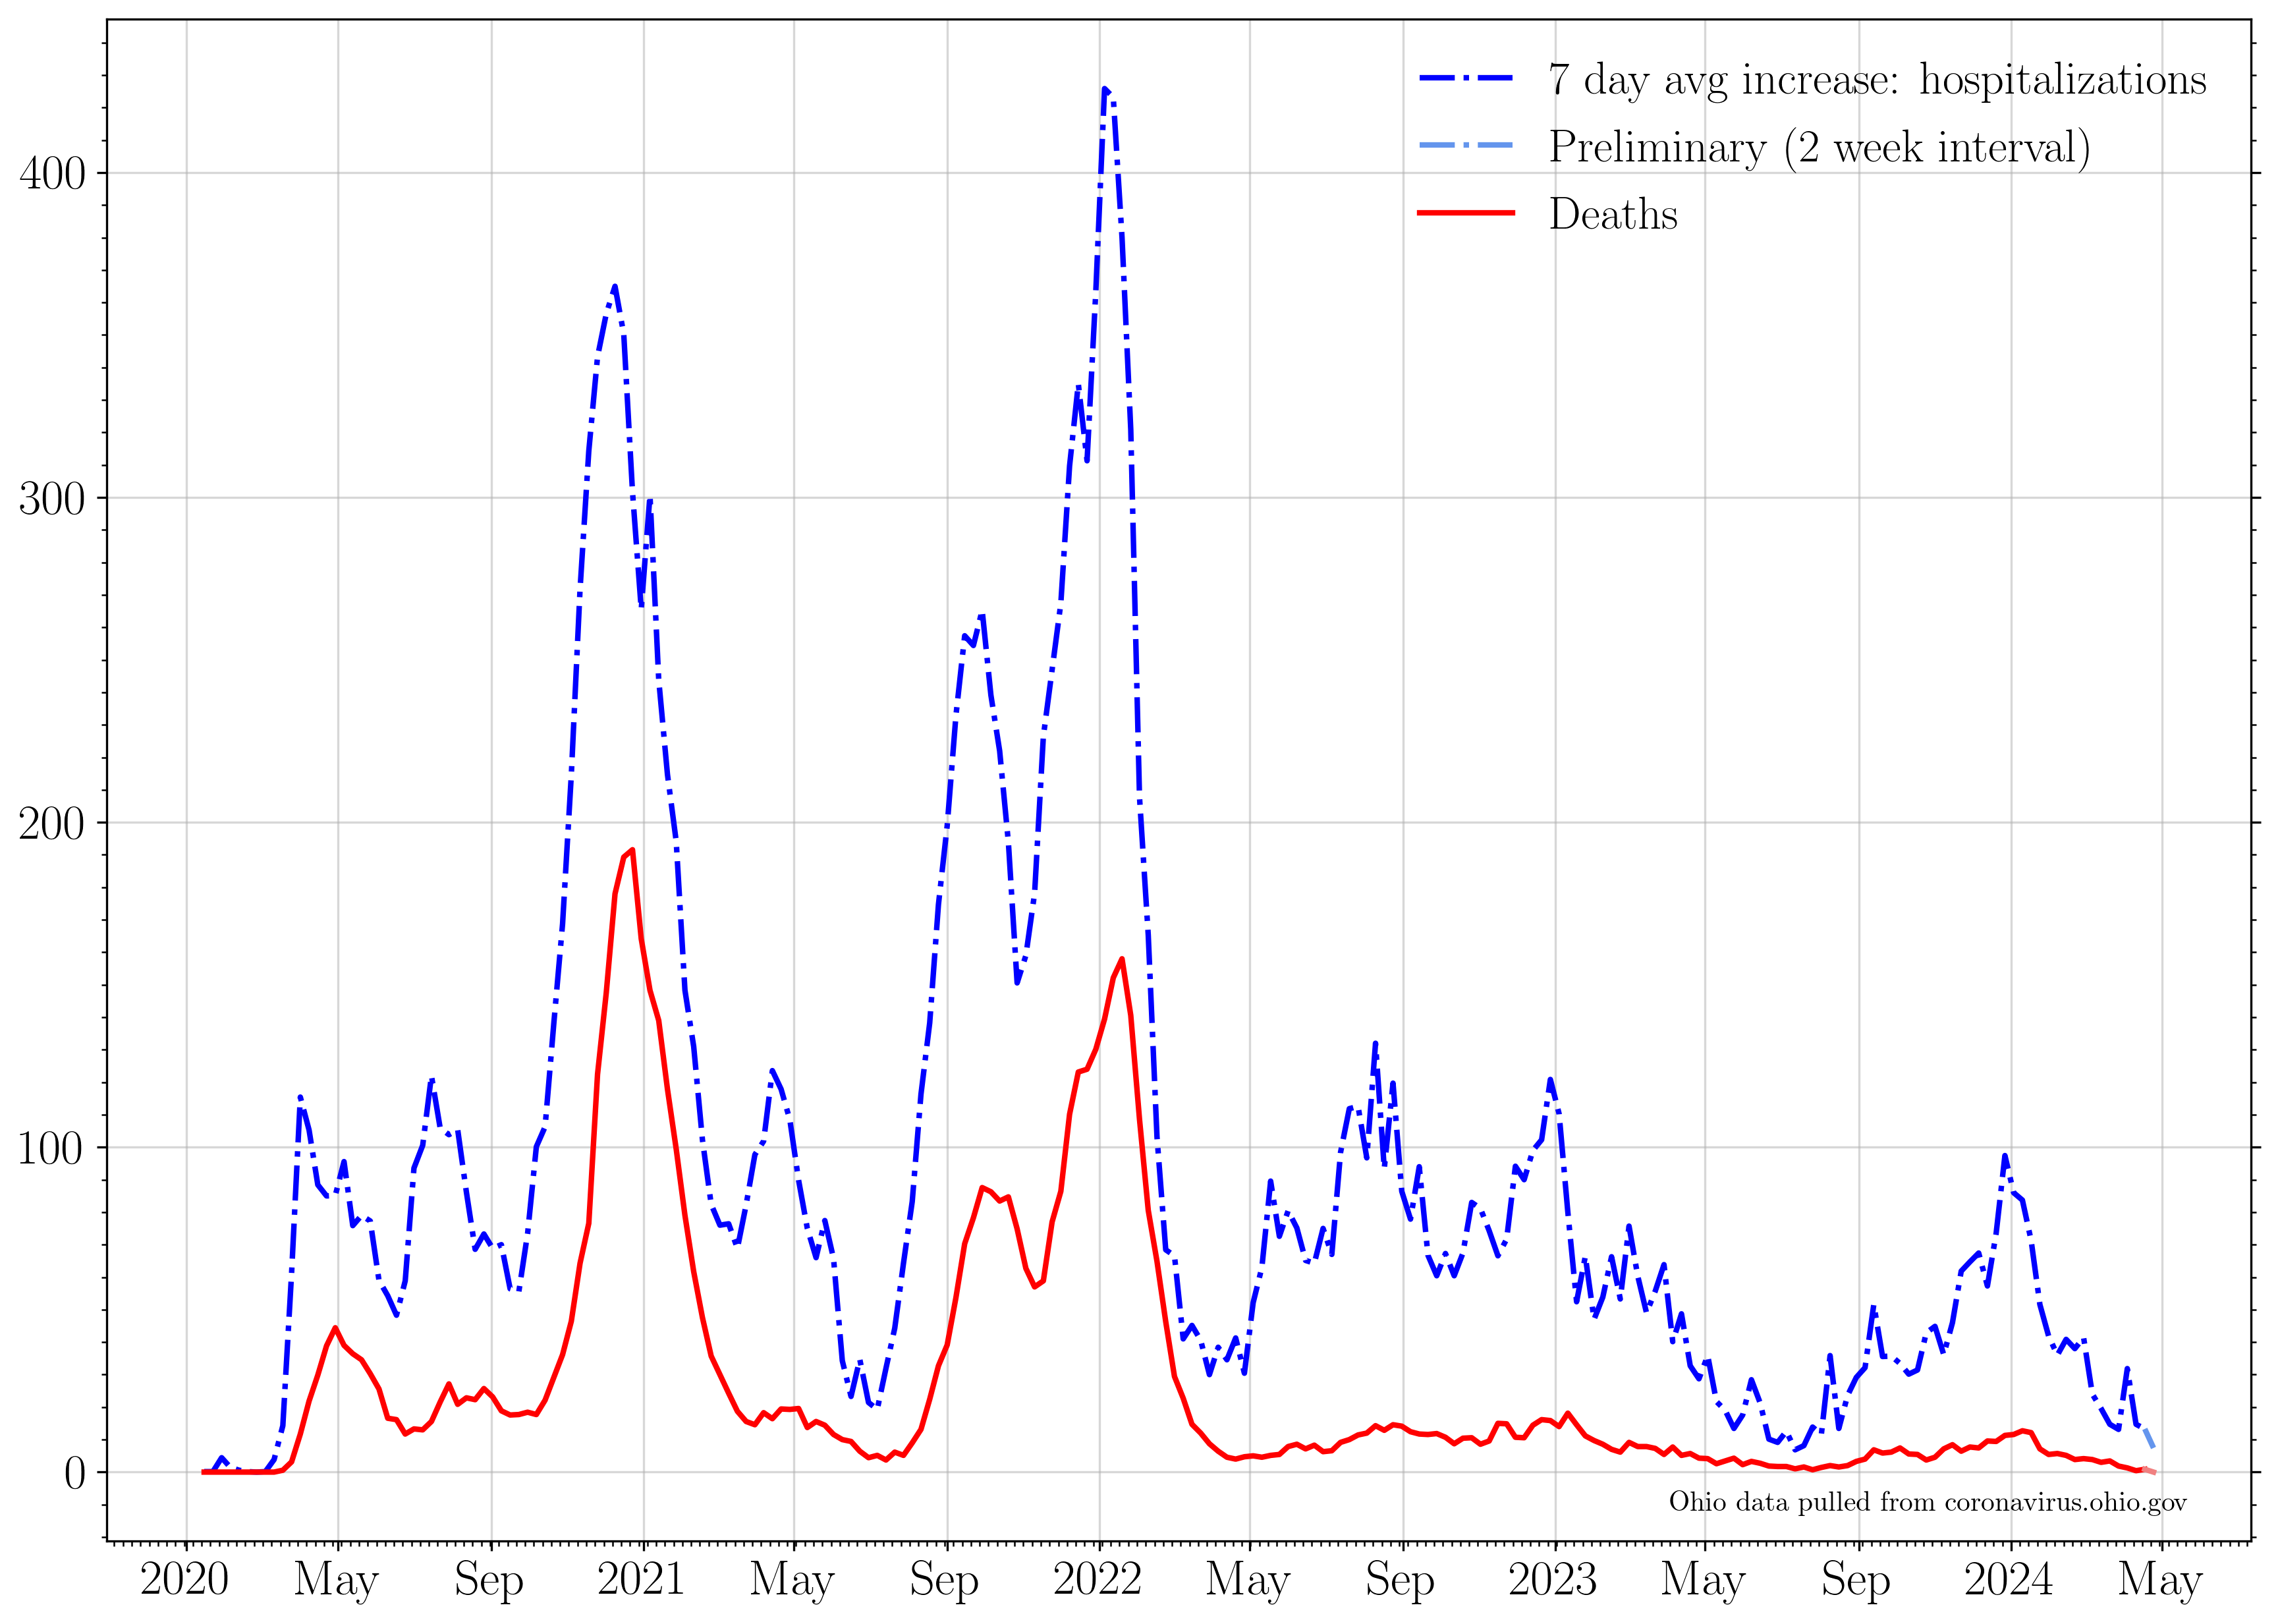 7 day avg increase: hospitalizations
Preliminary (2 week interval)
Deaths
400
300
200
100
0
Ohio data pulled from coronavirus.ohio.gov
2020 May Sep 2021 May Sep 2022 May Sep 2023 May Sep 2024 May